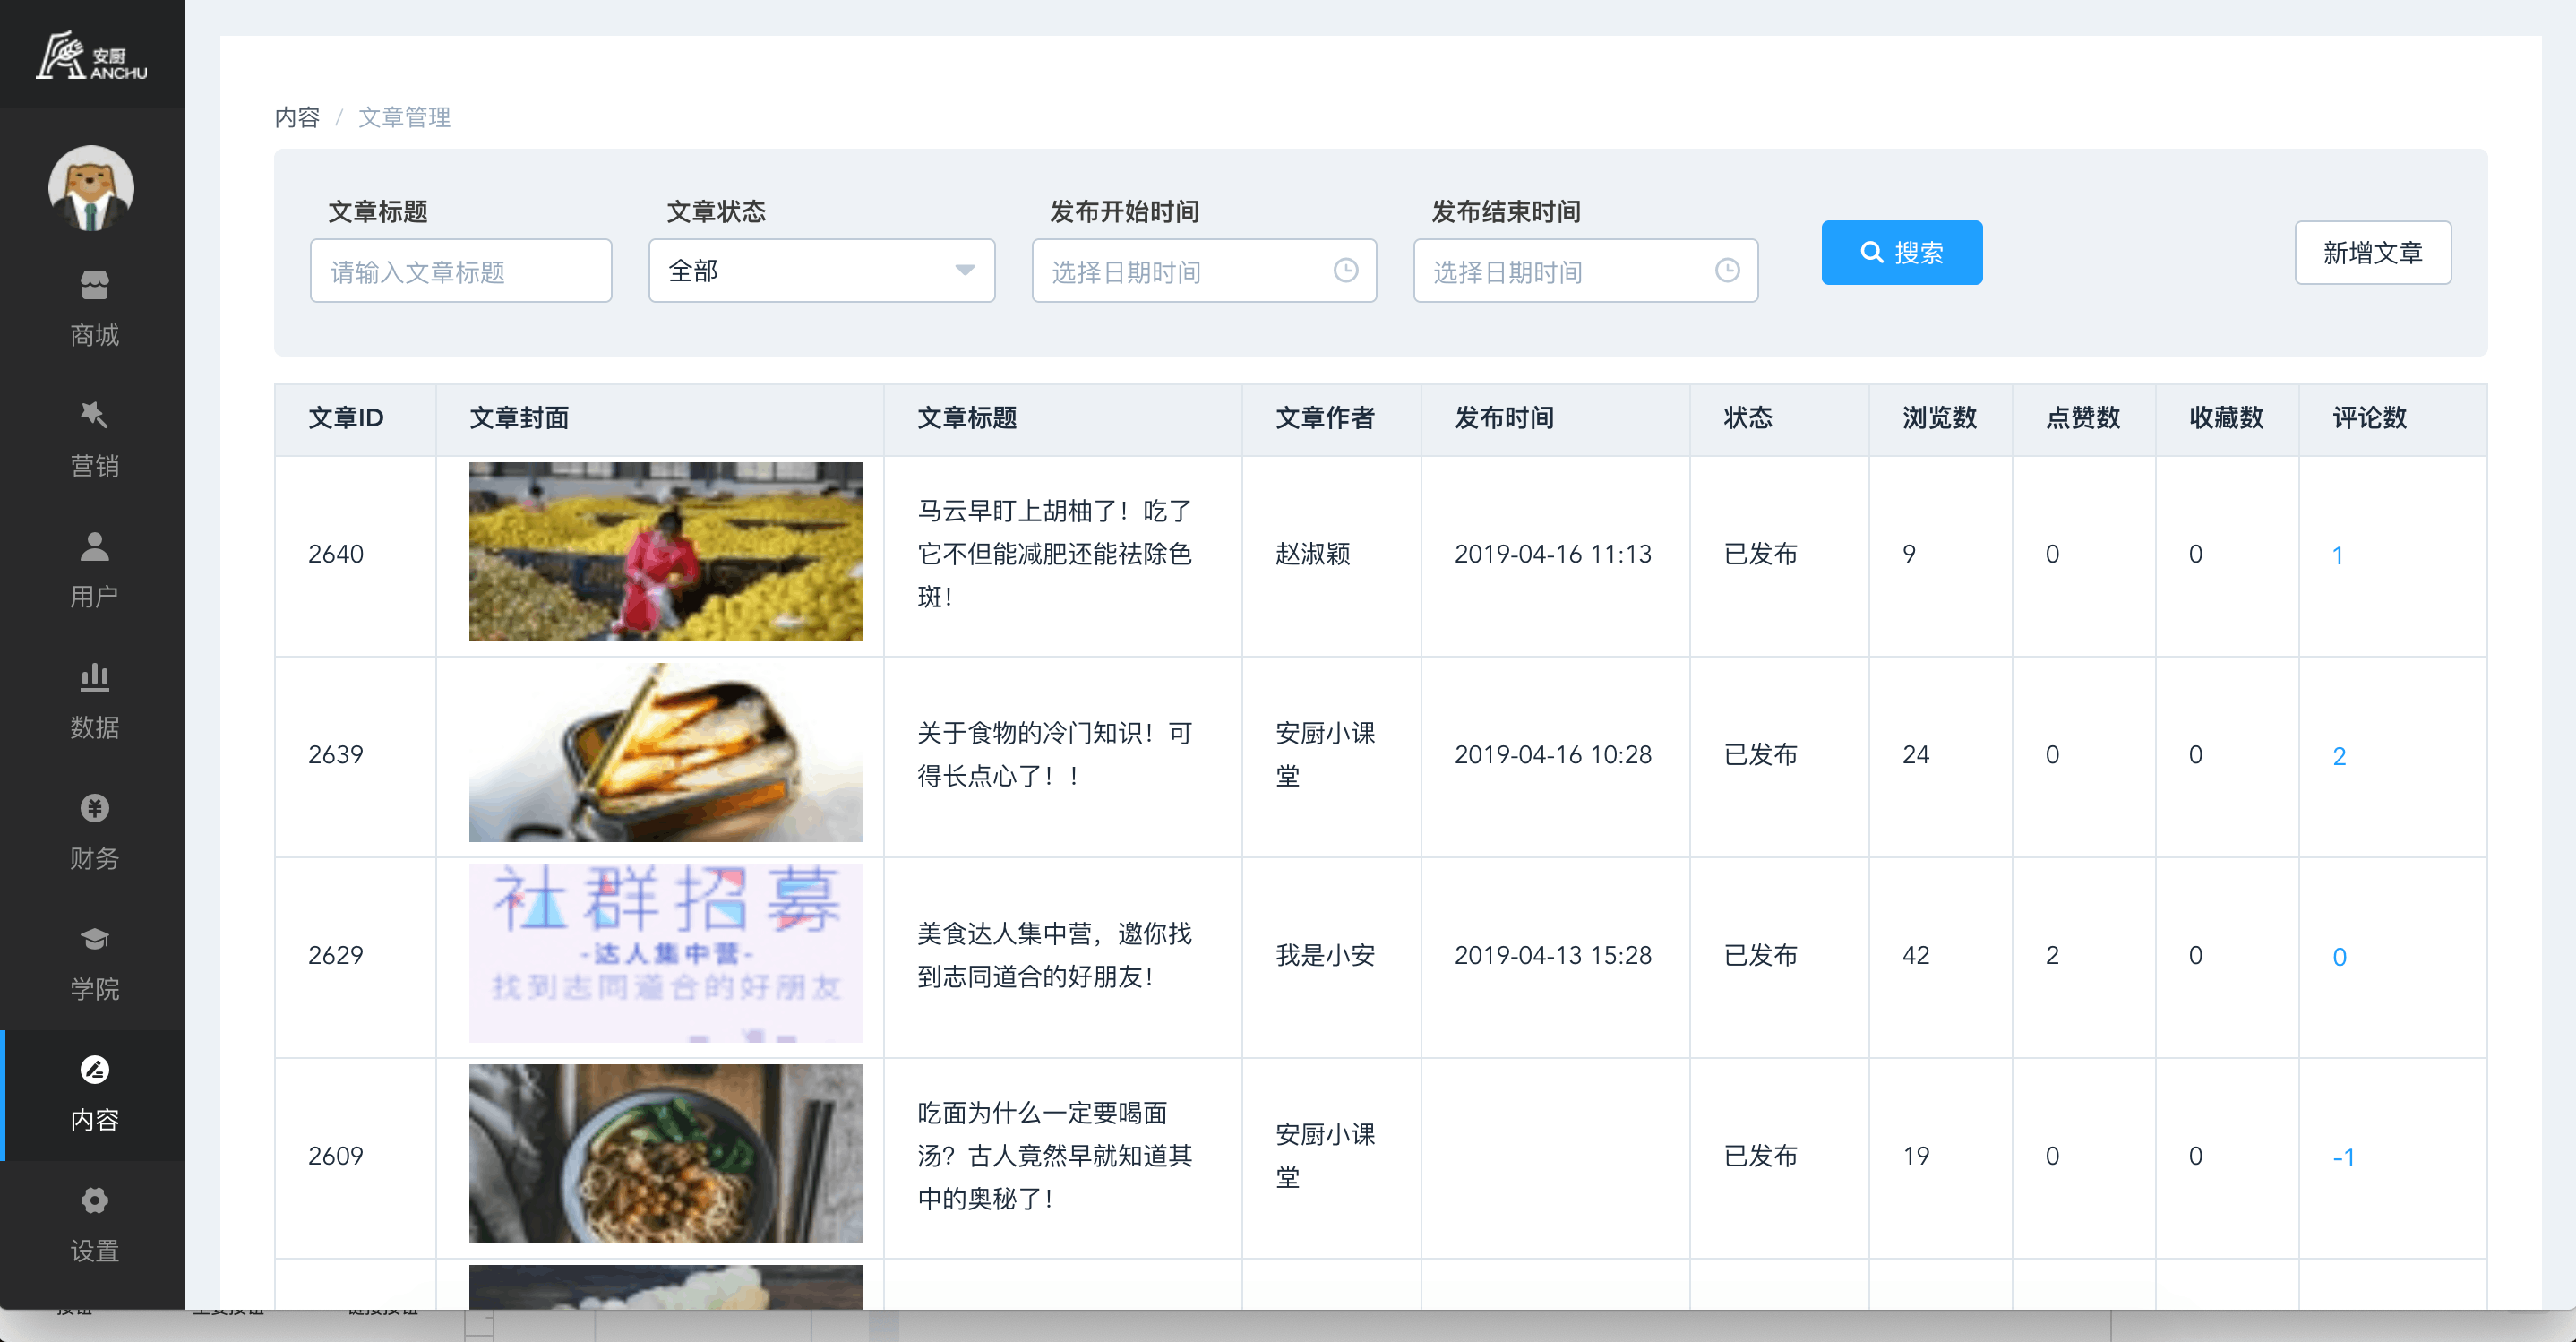 安厨
ANCHU
商城
营销
用户
数据
财务
学院
内容
设置
内容 / 文章管理
文章标题 文章状态 发布开始时间 发布结束时间
请输入文章标题 全部 选择日期时间 选择日期时间 搜索 新增文章
文章ID 文章封面 文章标题 文章作者 发布时间 状态 浏览数 点赞数 收藏数 评论数
2640
马云早盯上胡柚了！吃了
它不但能减肥还能祛除色
斑！
赵淑颖 2019-04-16 11:13 已发布 9 0 0 1
2639
关于食物的冷门知识！可
得长点心了！！
安厨小课
堂
2019-04-16 10:28 已发布 24 0 0 2
2629
社群招募
-达人集中营-
找到志同道合的好朋友
美食达人集中营，邀你找
到志同道合的好朋友！
我是小安 2019-04-13 15:28 已发布 42 2 0 0
2609
吃面为什么一定要喝面
汤？古人竟然早就知道其
中的奥秘了！
安厨小课
堂
已发布 19 0 0 -1